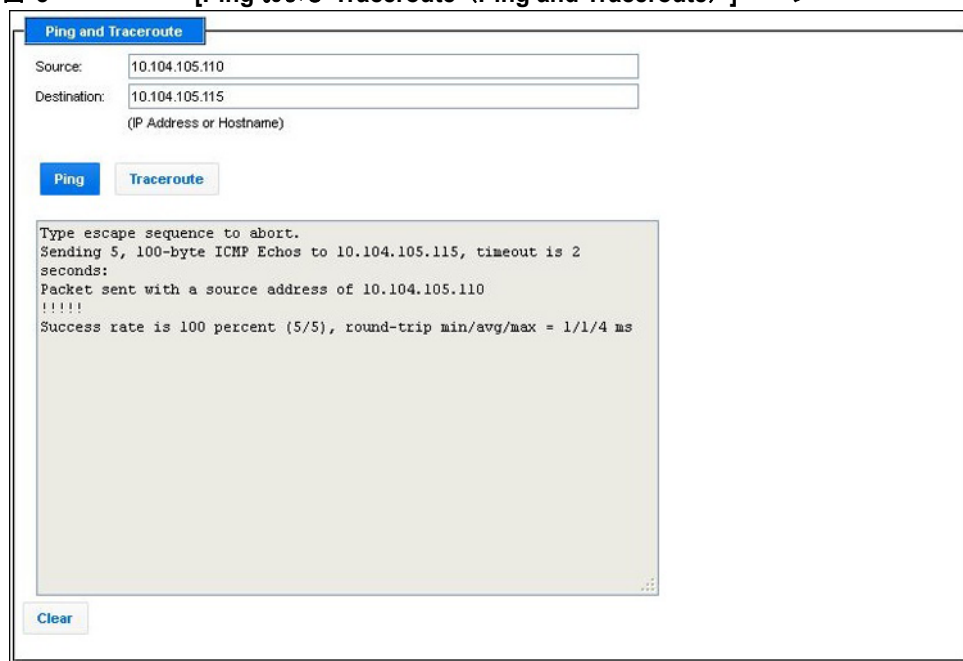 Ping and Traceroute
Source: 10.104.105.110
Destination: 10.104.105.115
(IP Address or Hostname)
Ping Traceroute
Type escape sequence to abort.
Sending 5, 100-byte ICMP Echos to 10.104.105.115, timeout is 2
seconds:
Packet sent with a source address of 10.104.105.110
!!!!!
Success rate is 100 percent (5/5), round-trip min/avg/max = 1/1/4 ms
Clear